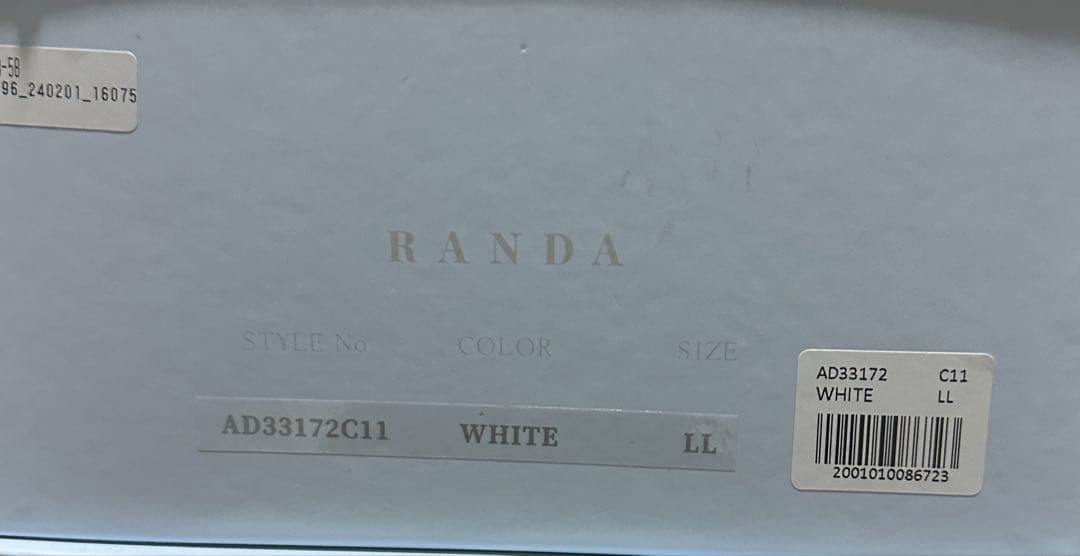 -58
96_240201_16075
RANDA
STYLE No COLOR SIZE
AD33172C11 WHITE LL
AD33172 C11
WHITE LL
2001010086723